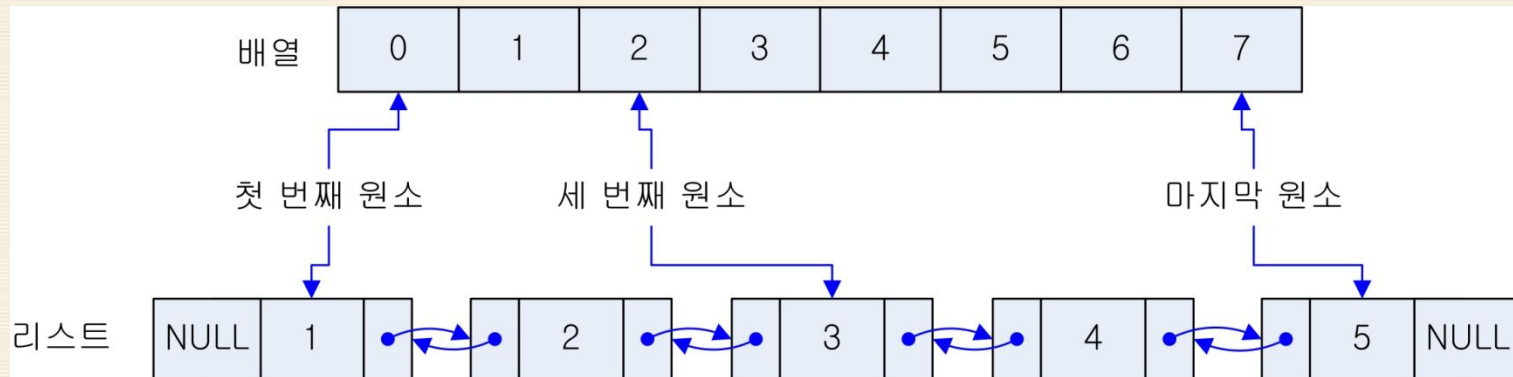 배열 0 1 2 3 4 5 6 7
첫 번째 원소 세 번째 원소 마지막 원소
리스트 NULL 1 2 3 4 5 NULL